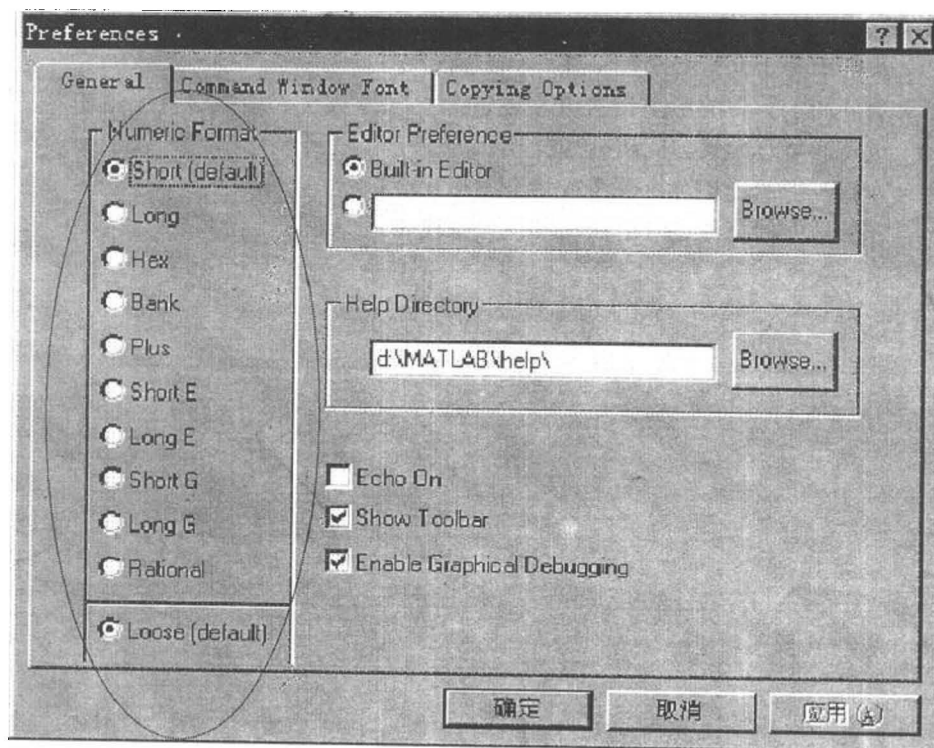 Preferences
General
Command Window Font
Copying Options
Numeric Format
Short (default)
Long
Hex
Bank
Plus
Short E
Long E
Short G
Long G
Rational
Loose (default)
Editor Preference
Built-in Editor
Browse...
Help Directory
d:\MATLAB\help\
Browse...
Echo On
Show Toolbar
Enable Graphical Debugging
确定
取消
应用 (A)